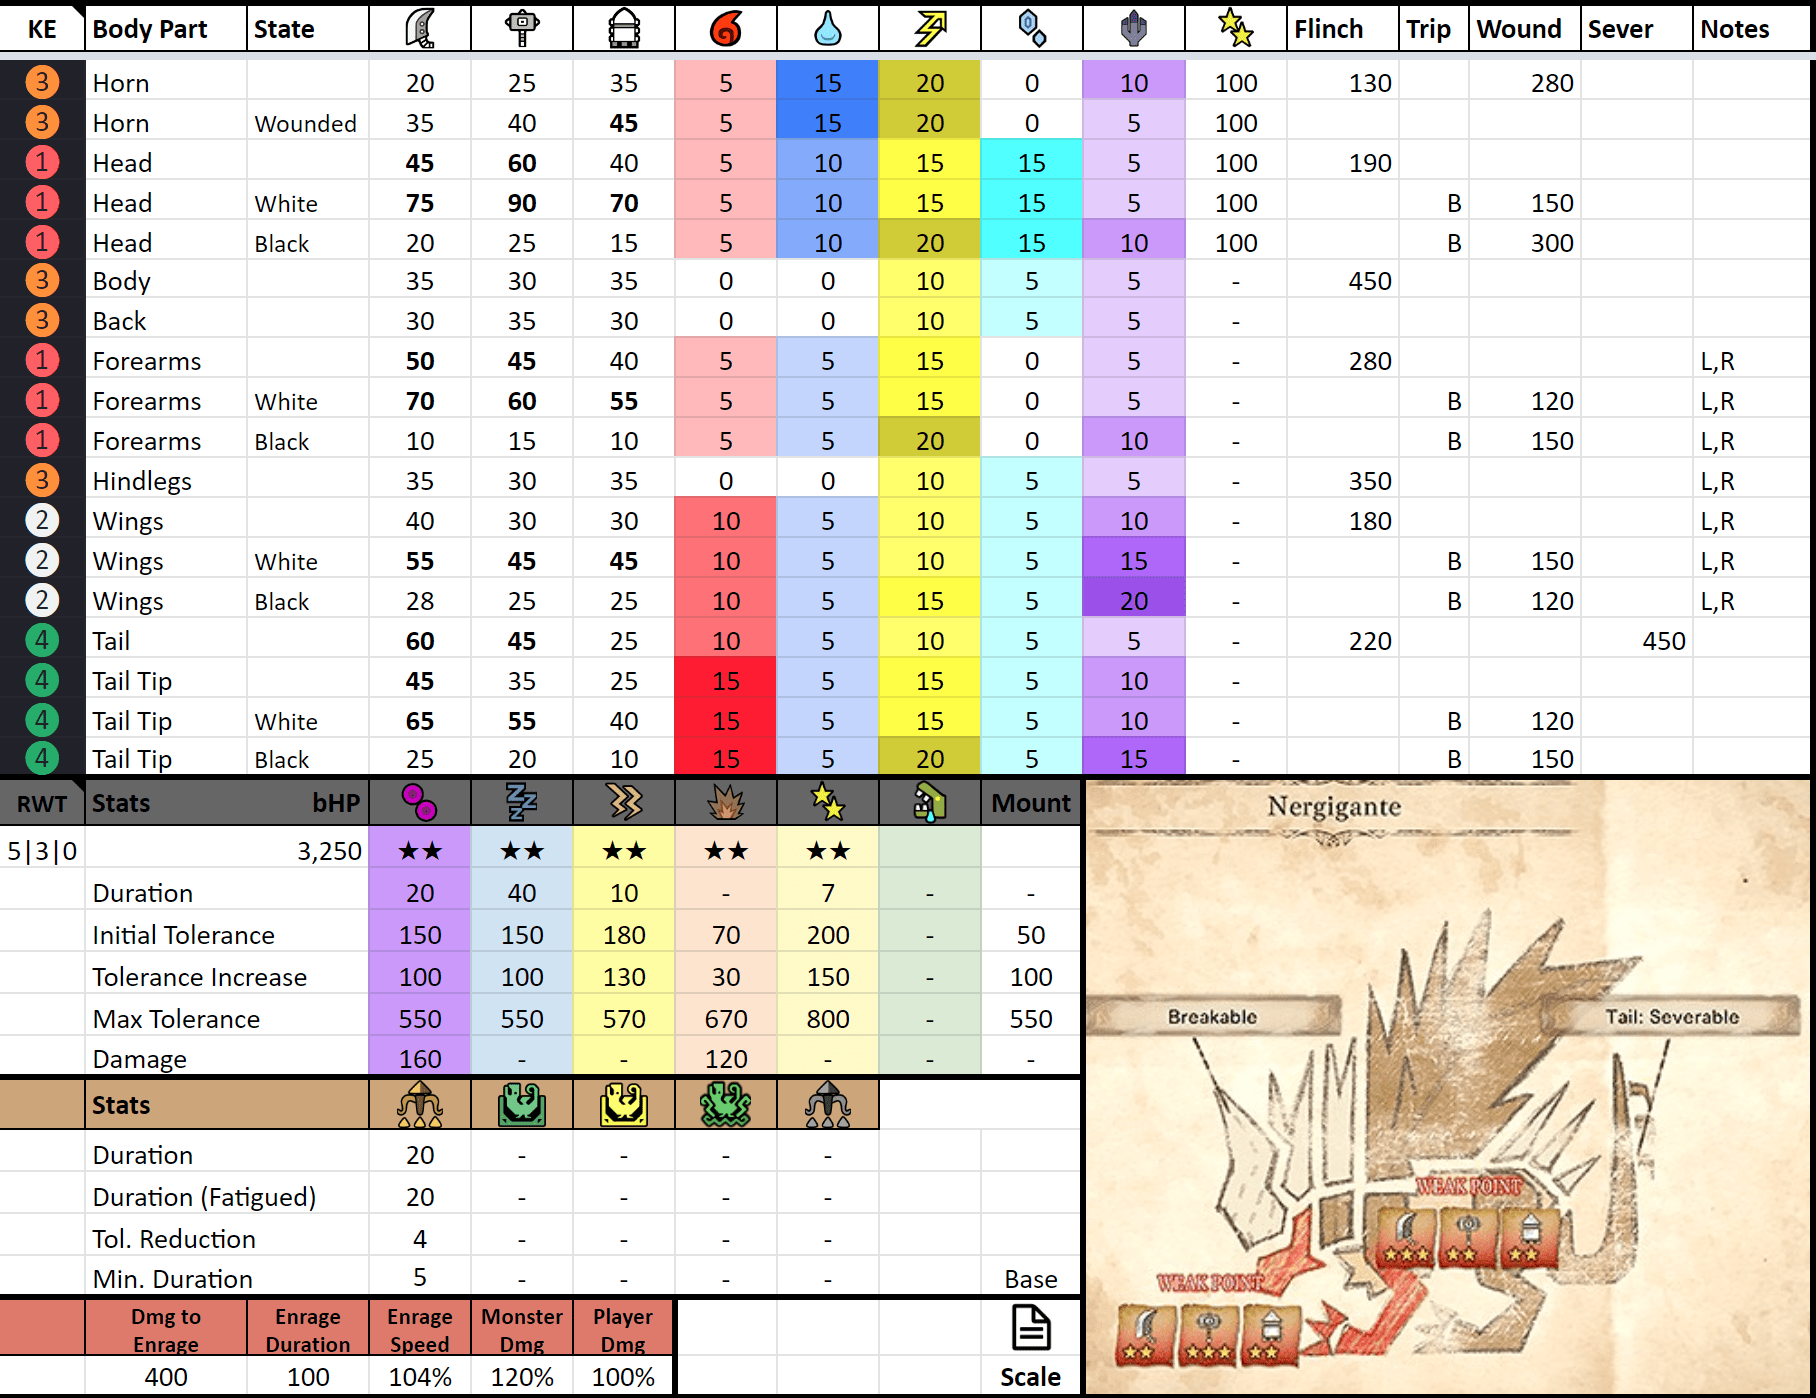 KE Body Part State Flinch Trip Wound Sever Notes
3 Horn 20 25 35 5 15 20 0 10 100 130 280
3 Horn Wounded 35 40 45 5 15 20 0 5 100
1 Head 45 60 40 5 10 15 15 5 100 190
1 Head White 75 90 70 5 10 15 15 5 100 B 150
1 Head Black 20 25 15 5 10 20 15 10 100 B 300
3 Body 35 30 35 0 0 10 5 5 - 450
3 Back 30 35 30 0 0 10 5 5 -
1 Forearms 50 45 40 5 5 15 0 5 - 280 L,R
1 Forearms White 70 60 55 5 5 15 0 5 - B 120 L,R
1 Forearms Black 10 15 10 5 5 20 0 10 - B 150 L,R
3 Hindlegs 35 30 35 0 0 10 5 5 - 350 L,R
2 Wings 40 30 30 10 5 10 5 10 - 180 L,R
2 Wings White 55 45 45 10 5 10 5 15 - B 150 L,R
2 Wings Black 28 25 25 10 5 15 5 20 - B 120 L,R
4 Tail 60 45 25 10 5 10 5 5 - 220 450
4 Tail Tip 45 35 25 15 5 15 5 10 -
4 Tail Tip White 65 55 40 15 5 15 5 10 - B 120
4 Tail Tip Black 25 20 10 15 5 20 5 15 - B 150
RWT Stats bHP Mount
5|3|0 3,250 ★★ ★★ ★★ ★★ ★★
Duration 20 40 10 - 7 - -
Initial Tolerance 150 150 180 70 200 - 50
Tolerance Increase 100 100 130 30 150 - 100
Max Tolerance 550 550 570 670 800 - 550
Damage 160 - - 120 - - -
Stats
Duration 20 - - - -
Duration (Fatigued) 20 - - - -
Tol. Reduction 4 - - - -
Min. Duration 5 - - - - Base
Dmg to Enrage Enrage Duration Enrage Speed Monster Dmg Player Dmg
400 100 104% 120% 100% Scale
Nergigante
Breakable
Tail: Severable
WEAK POINT
★★★ ★★ ★★
WEAK POINT
★★ ★★★ ★★